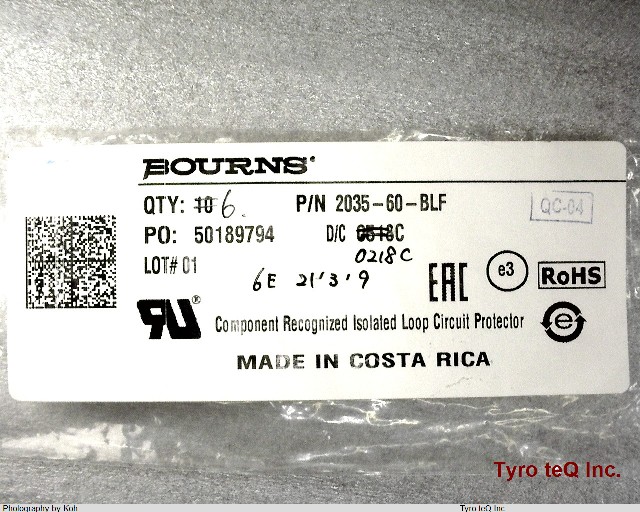 BOURNS®
QTY: 10 6. P/N 2035-60-BLF QC-04
PO: 50189794 D/C 0518C
0218C
LOT# 01
6E 21'3'9 EAC e3 RoHS
RU® Component Recognized Isolated Loop Circuit Protector e
MADE IN COSTA RICA
Tyro teQ Inc.
Photography by Koh Tyro teQ Inc